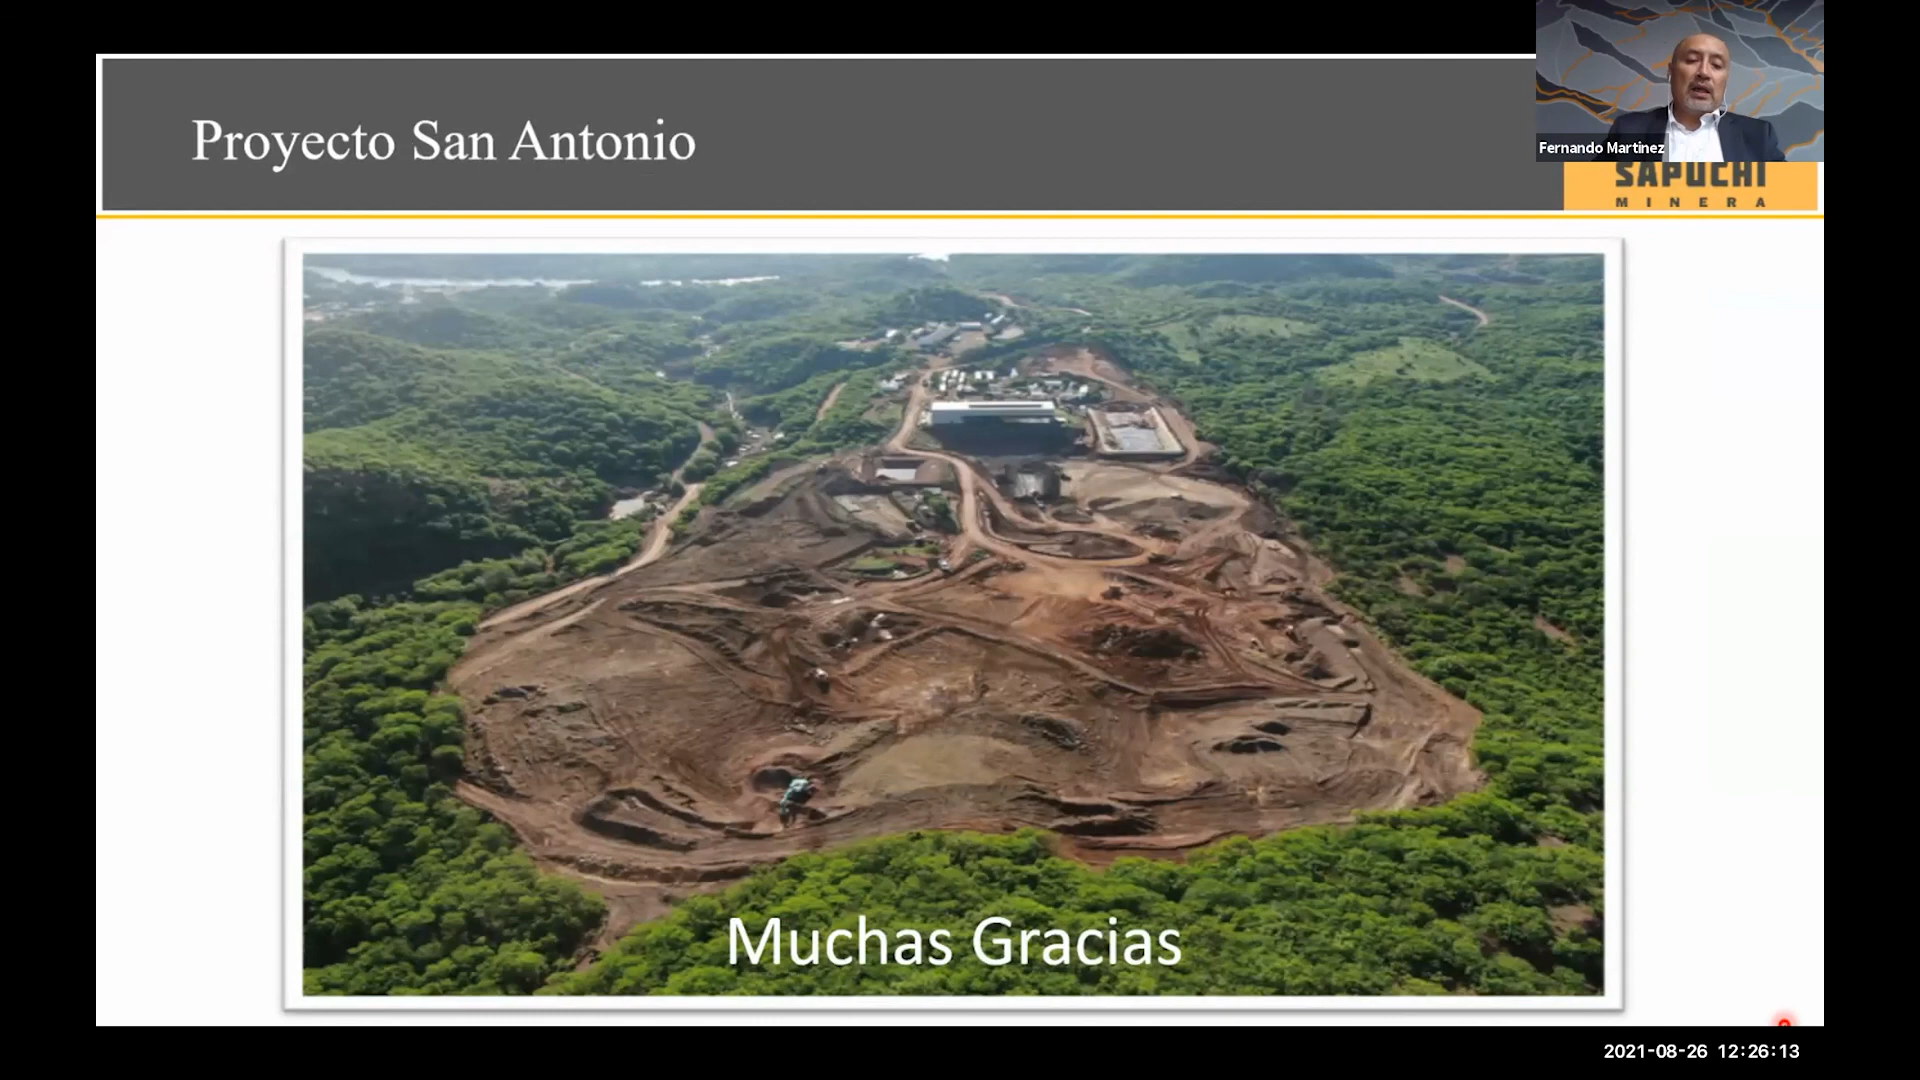 Proyecto San Antonio
Fernando Martinez
SAPUCHI
MINERA
Muchas Gracias
2021-08-26 12:26:13